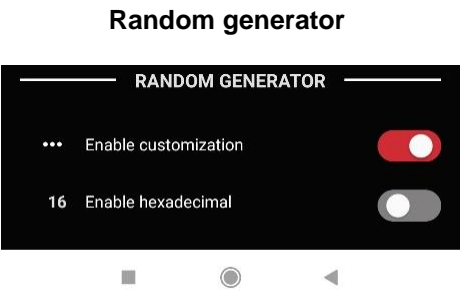 Random generator
RANDOM GENERATOR
••• Enable customization
16 Enable hexadecimal